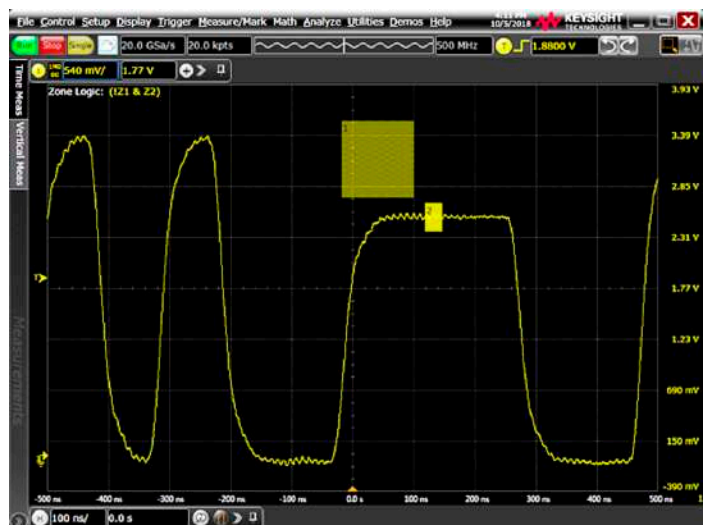 File Control Setup Display Trigger Measure/Mark Math Analyze Utilities Demos Help
4:11 PM
10/5/2018
KEYSIGHT
TECHNOLOGIES
Run Stop Single 20.0 GSa/s 20.0 kpts 500 MHz 1.8800 V
540 mV/ 1.77 V
Time Meas
Vertical Meas
Measurements
Zone Logic: (!Z1 & Z2)
3.93 V
1
3.39 V
2.85 V
2
2.31 V
T
1.77 V
1.23 V
690 mV
150 mV
-390 mV
-500 ns -400 ns -300 ns -200 ns -100 ns 0.0 s 100 ns 200 ns 300 ns 400 ns 500 ns
H 100 ns/ 0.0 s